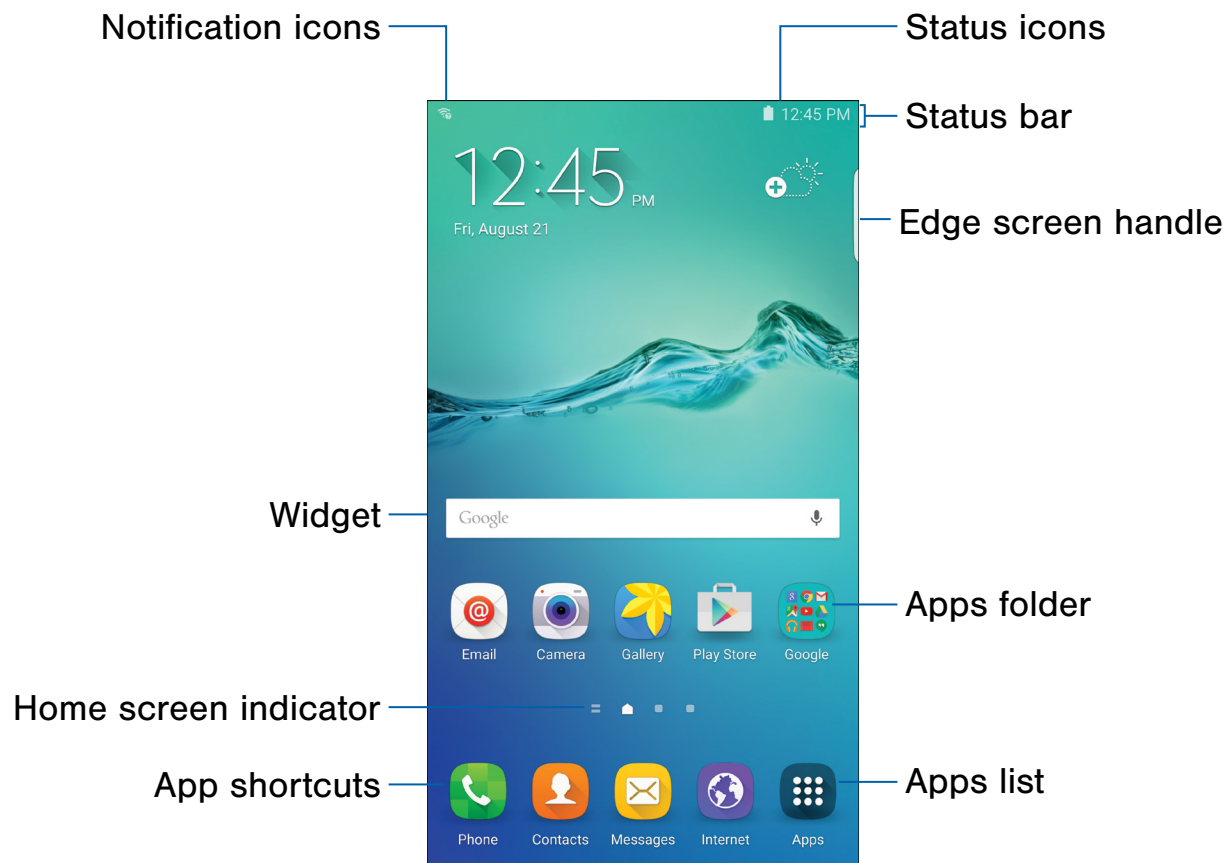 Notification icons
Status icons
12:45 PM
Status bar
12:45 PM
Fri, August 21
Edge screen handle
Widget
Google
Apps folder
Email Camera Gallery Play Store Google
Home screen indicator
App shortcuts
Apps list
Phone Contacts Messages Internet Apps